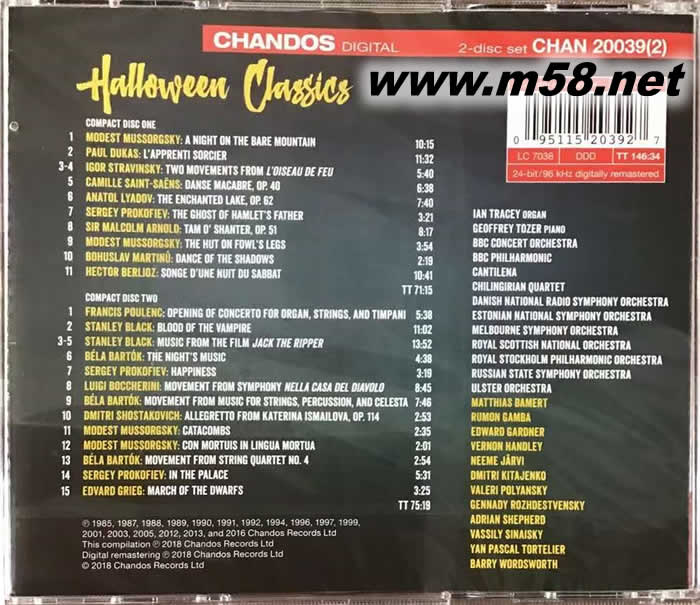 CHANDOS DIGITAL 2-disc set CHAN 20039(2)
Halloween Classics
www.m58.net
0 95115 20392 7
LC 7038 DDD TT 146:34
24-bit/96 kHz digitally remastered
COMPACT DISC ONE
1 MODEST MUSSORGSKY: A NIGHT ON THE BARE MOUNTAIN 10:15
2 PAUL DUKAS: L'APPRENTI SORCIER 11:32
3-4 IGOR STRAVINSKY: TWO MOVEMENTS FROM L'OISEAU DE FEU 5:40
5 CAMILLE SAINT-SAËNS: DANSE MACABRE, OP. 40 6:38
6 ANATOL LYADOV: THE ENCHANTED LAKE, OP. 62 7:40
7 SERGEY PROKOFIEV: THE GHOST OF HAMLET'S FATHER 3:21
8 SIR MALCOLM ARNOLD: TAM O' SHANTER, OP. 51 8:17
9 MODEST MUSSORGSKY: THE HUT ON FOWL'S LEGS 3:54
10 BOHUSLAV MARTINŮ: DANCE OF THE SHADOWS 2:19
11 HECTOR BERLIOZ: SONGE D'UNE NUIT DU SABBAT 10:41
TT 71:15
COMPACT DISC TWO
1 FRANCIS POULENC: OPENING OF CONCERTO FOR ORGAN, STRINGS, AND TIMPANI 5:38
2 STANLEY BLACK: BLOOD OF THE VAMPIRE 11:02
3-5 STANLEY BLACK: MUSIC FROM THE FILM JACK THE RIPPER 13:52
6 BÉLA BARTÓK: THE NIGHT'S MUSIC 4:38
7 SERGEY PROKOFIEV: HAPPINESS 3:19
8 LUIGI BOCCHERINI: MOVEMENT FROM SYMPHONY NELLA CASA DEL DIAVOLO 8:45
9 BÉLA BARTÓK: MOVEMENT FROM MUSIC FOR STRINGS, PERCUSSION, AND CELESTA 7:46
10 DMITRI SHOSTAKOVICH: ALLEGRETTO FROM KATERINA ISMAILOVA, OP. 114 2:53
11 MODEST MUSSORGSKY: CATACOMBS 2:35
12 MODEST MUSSORGSKY: CON MORTUIS IN LINGUA MORTUA 2:01
13 BÉLA BARTÓK: MOVEMENT FROM STRING QUARTET NO. 4 2:54
14 SERGEY PROKOFIEV: IN THE PALACE 5:31
15 EDVARD GRIEG: MARCH OF THE DWARFS 3:25
TT 75:19
℗ 1985, 1987, 1988, 1989, 1990, 1991, 1992, 1994, 1996, 1997, 1999,
2001, 2003, 2005, 2012, 2013, and 2016 Chandos Records Ltd
This compilation ℗ 2018 Chandos Records Ltd
Digital remastering ℗ 2018 Chandos Records Ltd
© 2018 Chandos Records Ltd
IAN TRACEY ORGAN
GEOFFREY TOZER PIANO
BBC CONCERT ORCHESTRA
BBC PHILHARMONIC
CANTILENA
CHILINGIRIAN QUARTET
DANISH NATIONAL RADIO SYMPHONY ORCHESTRA
ESTONIAN NATIONAL SYMPHONY ORCHESTRA
MELBOURNE SYMPHONY ORCHESTRA
ROYAL SCOTTISH NATIONAL ORCHESTRA
ROYAL STOCKHOLM PHILHARMONIC ORCHESTRA
RUSSIAN STATE SYMPHONY ORCHESTRA
ULSTER ORCHESTRA
MATTHIAS BAMERT
RUMON GAMBA
EDWARD GARDNER
VERNON HANDLEY
NEEME JÄRVI
DMITRI KITAJENKO
VALERI POLYANSKY
GENNADY ROZHDESTVENSKY
ADRIAN SHEPHERD
VASSILY SINAISKY
YAN PASCAL TORTELIER
BARRY WORDSWORTH